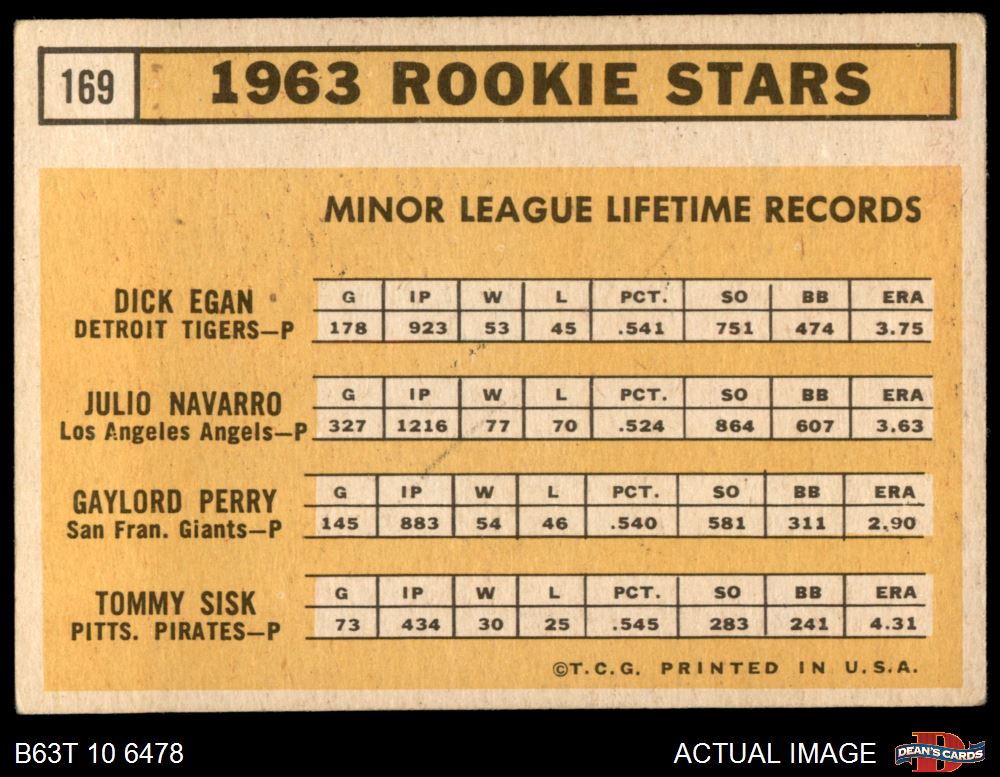 169 1963 ROOKIE STARS
MINOR LEAGUE LIFETIME RECORDS
DICK EGAN
DETROIT TIGERS—P
G IP W L PCT. SO BB ERA
178 923 53 45 .541 751 474 3.75
JULIO NAVARRO
Los Angeles Angels—P
G IP W L PCT. SO BB ERA
327 1216 77 70 .524 864 607 3.63
GAYLORD PERRY
San Fran. Giants—P
G IP W L PCT. SO BB ERA
145 883 54 46 .540 581 311 2.90
TOMMY SISK
PITTS. PIRATES—P
G IP W L PCT. SO BB ERA
73 434 30 25 .545 283 241 4.31
©T.C.G. PRINTED IN U.S.A.
B63T 10 6478 ACTUAL IMAGE DEAN'S CARDS